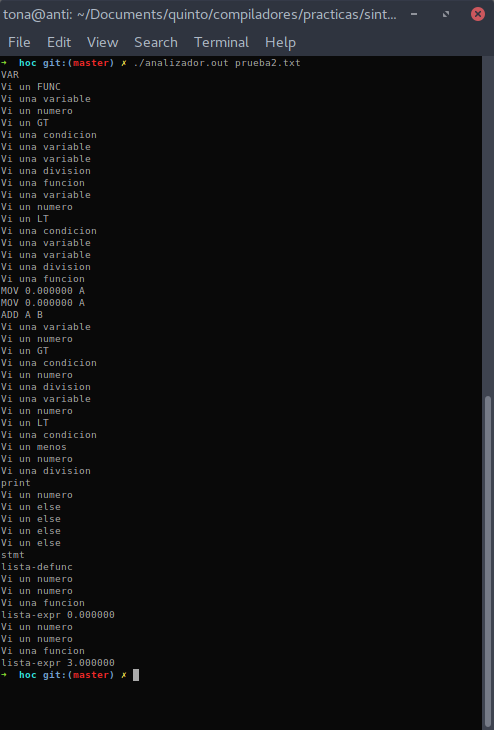 tona@anti: ~/Documents/quinto/compiladores/practicas/sint...
File Edit View Search Terminal Help
→ hoc git:(master) ✗ ./analizador.out prueba2.txt
VAR
Vi un FUNC
Vi una variable
Vi un numero
Vi un GT
Vi una condicion
Vi una variable
Vi una variable
Vi una division
Vi una funcion
Vi una variable
Vi un numero
Vi un LT
Vi una condicion
Vi una variable
Vi una variable
Vi una division
Vi una funcion
MOV 0.000000 A
MOV 0.000000 A
ADD A B
Vi una variable
Vi un numero
Vi un GT
Vi una condicion
Vi un numero
Vi una division
Vi una variable
Vi un numero
Vi un LT
Vi una condicion
Vi un menos
Vi un numero
Vi una division
print
Vi un numero
Vi un else
Vi un else
Vi un else
Vi un else
stmt
lista-defunc
Vi un numero
Vi un numero
Vi una funcion
lista-expr 0.000000
Vi un numero
Vi un numero
Vi una funcion
lista-expr 3.000000
→ hoc git:(master) ✗